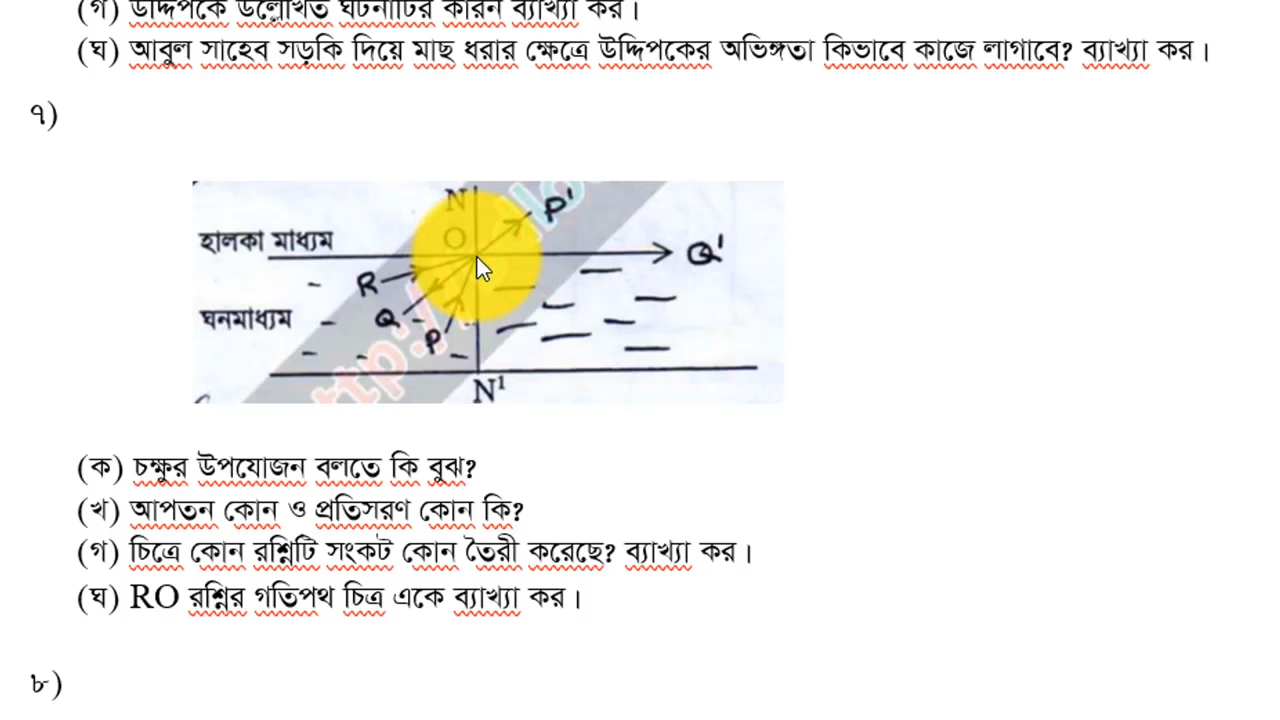 (গ) উদ্দিপকে উল্লেখিত ঘটনাটির কারন ব্যাখ্যা কর।
(ঘ) আবুল সাহেব সড়কি দিয়ে মাছ ধরার ক্ষেত্রে উদ্দিপকের অভিঙ্গতা কিভাবে কাজে লাগাবে? ব্যাখ্যা কর।
৭)
N
P'
হালকা মাধ্যম
O
Q'
R
ঘনমাধ্যম
Q
P
N¹
(ক) চক্ষুর উপযোজন বলতে কি বুঝ?
(খ) আপতন কোন ও প্রতিসরণ কোন কি?
(গ) চিত্রে কোন রশ্নিটি সংকট কোন তৈরী করেছে? ব্যাখ্যা কর।
(ঘ) RO রশ্নির গতিপথ চিত্র একে ব্যাখ্যা কর।
৮)